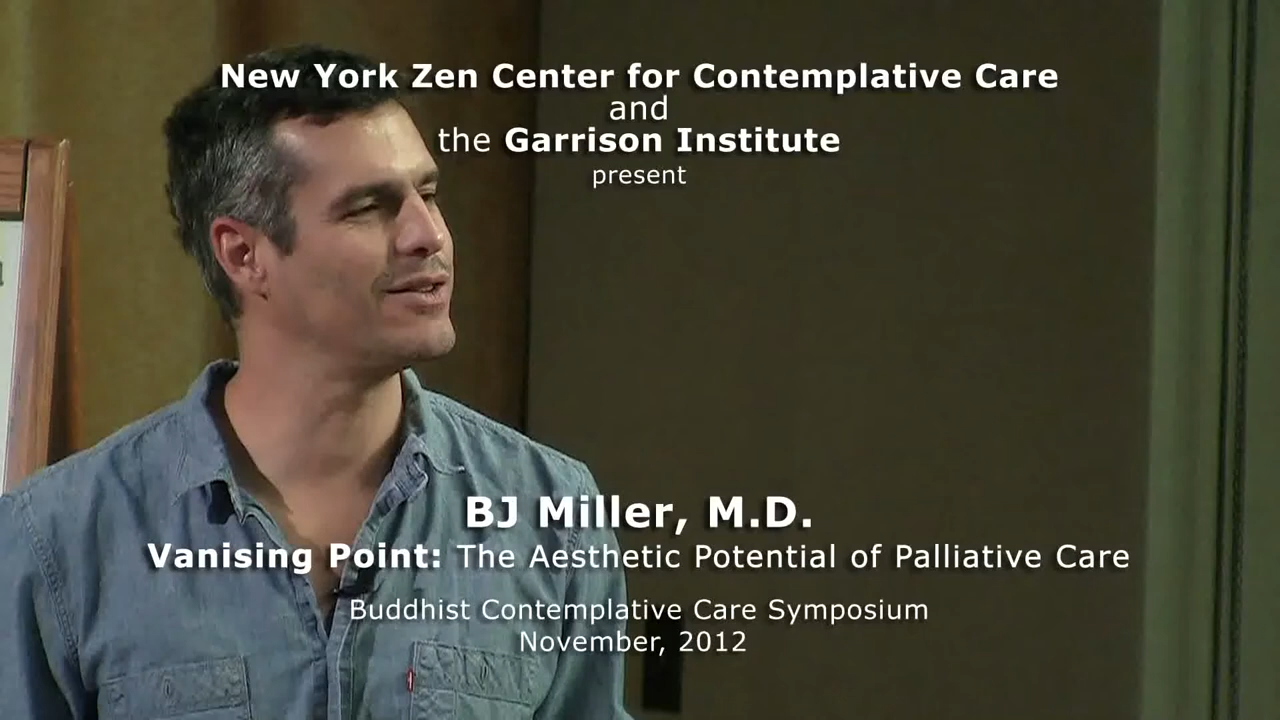 New York Zen Center for Contemplative Care
and
the Garrison Institute
present
BJ Miller, M.D.
Vanising Point: The Aesthetic Potential of Palliative Care
Buddhist Contemplative Care Symposium
November, 2012